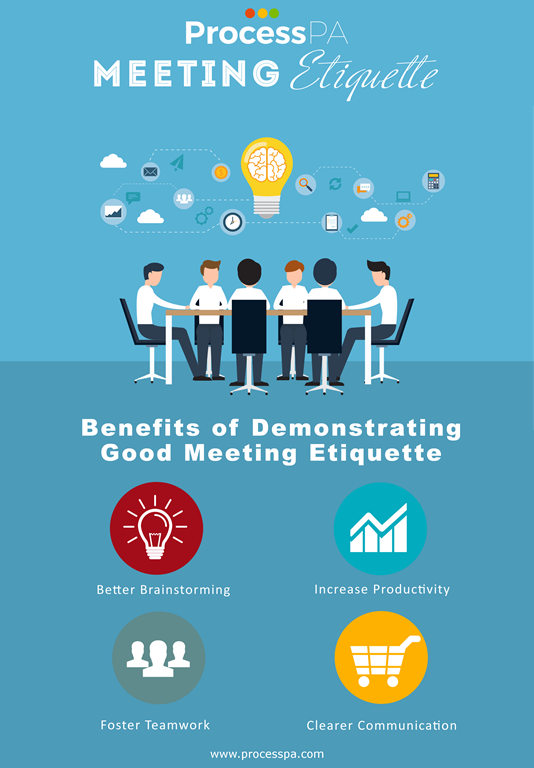 ProcessPA
MEETING Etiquette
Benefits of Demonstrating
Good Meeting Etiquette
Better Brainstorming
Increase Productivity
Foster Teamwork
Clearer Communication
www.processpa.com